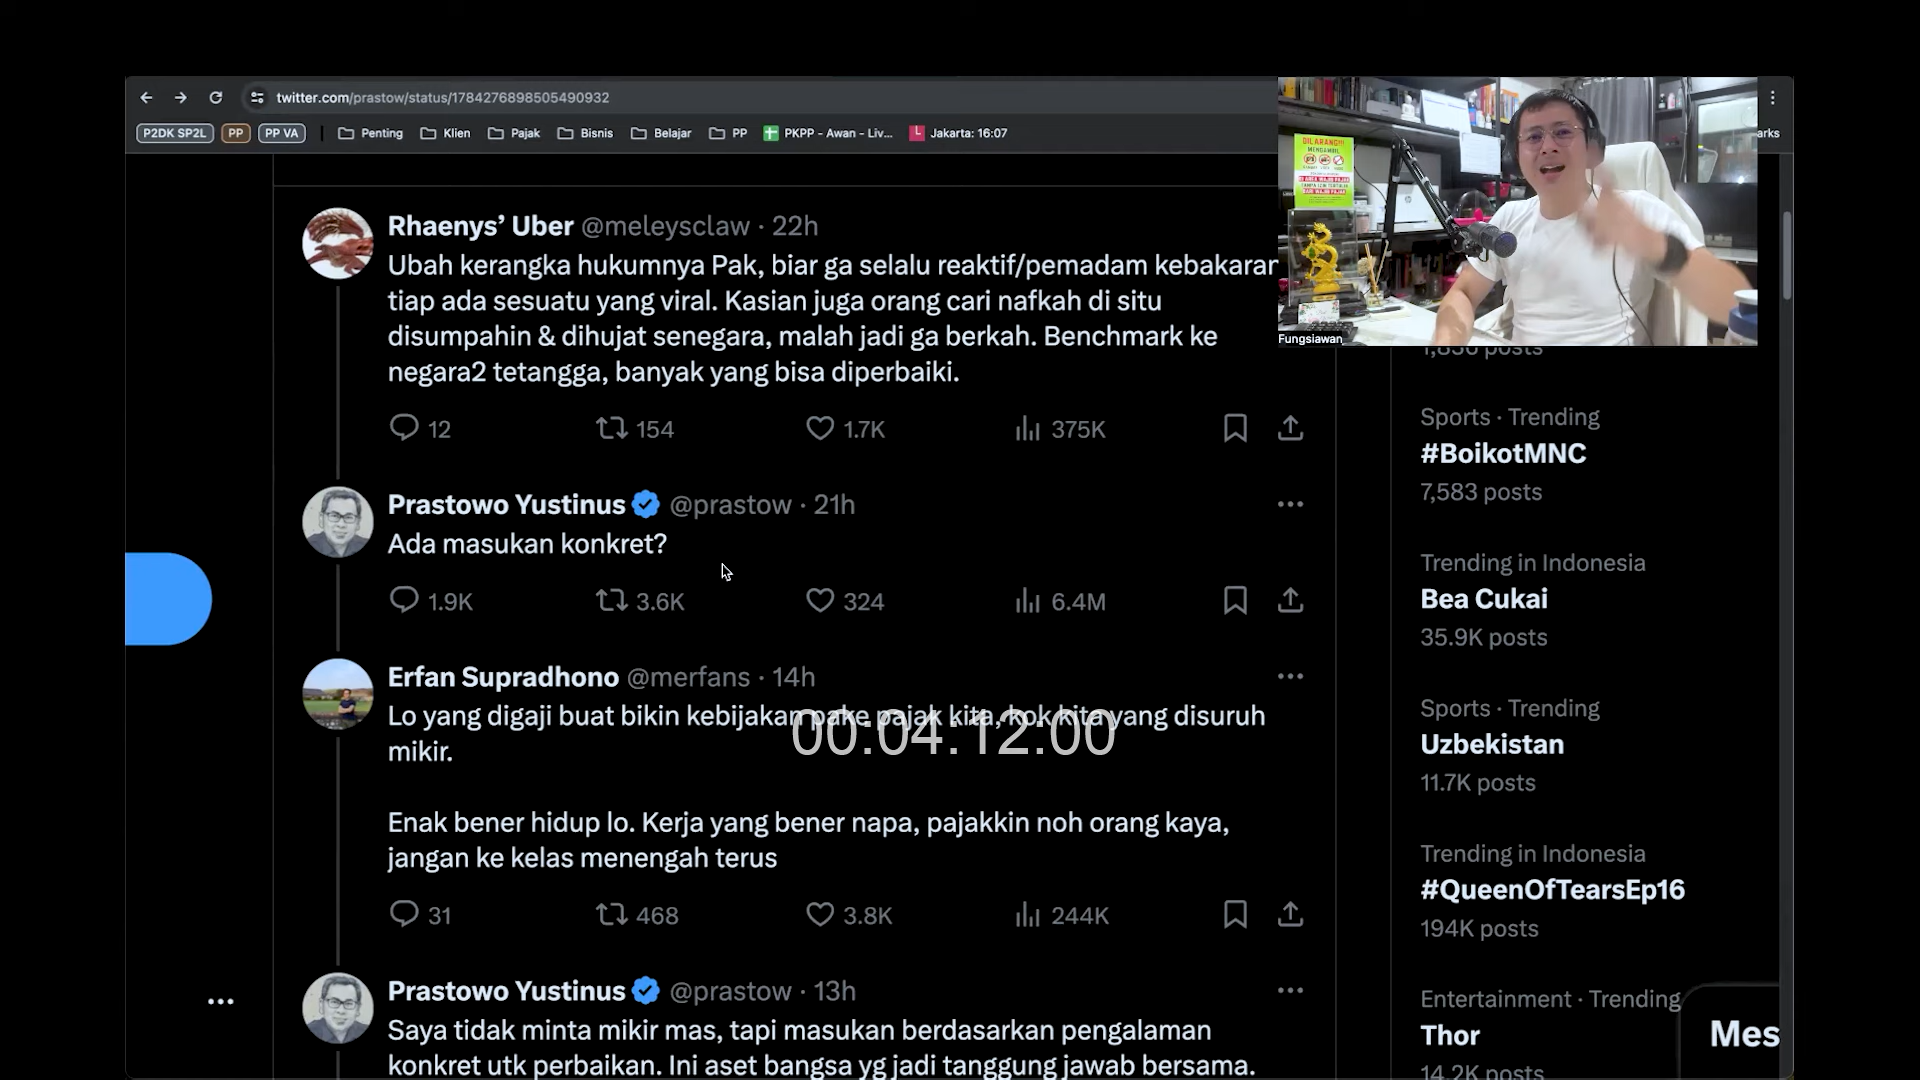 twitter.com/prastow/status/1784276898505490932
P2DK SP2L
PP
PP VA
Penting
Klien
Pajak
Bisnis
Belajar
PP
PKPP - Awan - Liv...
Jakarta: 16:07
arks
DILARANG!!!
MENGAMBIL
Fungsiawan
Rhaenys' Uber @meleysclaw · 22h
Ubah kerangka hukumnya Pak, biar ga selalu reaktif/pemadam kebakaran
tiap ada sesuatu yang viral. Kasian juga orang cari nafkah di situ
disumpahin & dihujat senegara, malah jadi ga berkah. Benchmark ke
negara2 tetangga, banyak yang bisa diperbaiki.
12 154 1.7K 375K
Prastowo Yustinus @prastow · 21h
Ada masukan konkret?
1.9K 3.6K 324 6.4M
Erfan Supradhono @merfans · 14h
Lo yang digaji buat bikin kebijakan pake pajak kita, kok kita yang disuruh
mikir.
00:04:12:00
Enak bener hidup lo. Kerja yang bener napa, pajakkin noh orang kaya,
jangan ke kelas menengah terus
31 468 3.8K 244K
Prastowo Yustinus @prastow · 13h
Saya tidak minta mikir mas, tapi masukan berdasarkan pengalaman
konkret utk perbaikan. Ini aset bangsa yg jadi tanggung jawab bersama.
1,856 posts
Sports · Trending
#BoikotMNC
7,583 posts
Trending in Indonesia
Bea Cukai
35.9K posts
Sports · Trending
Uzbekistan
11.7K posts
Trending in Indonesia
#QueenOfTearsEp16
194K posts
Entertainment · Trending
Thor
14.2K posts
Mes